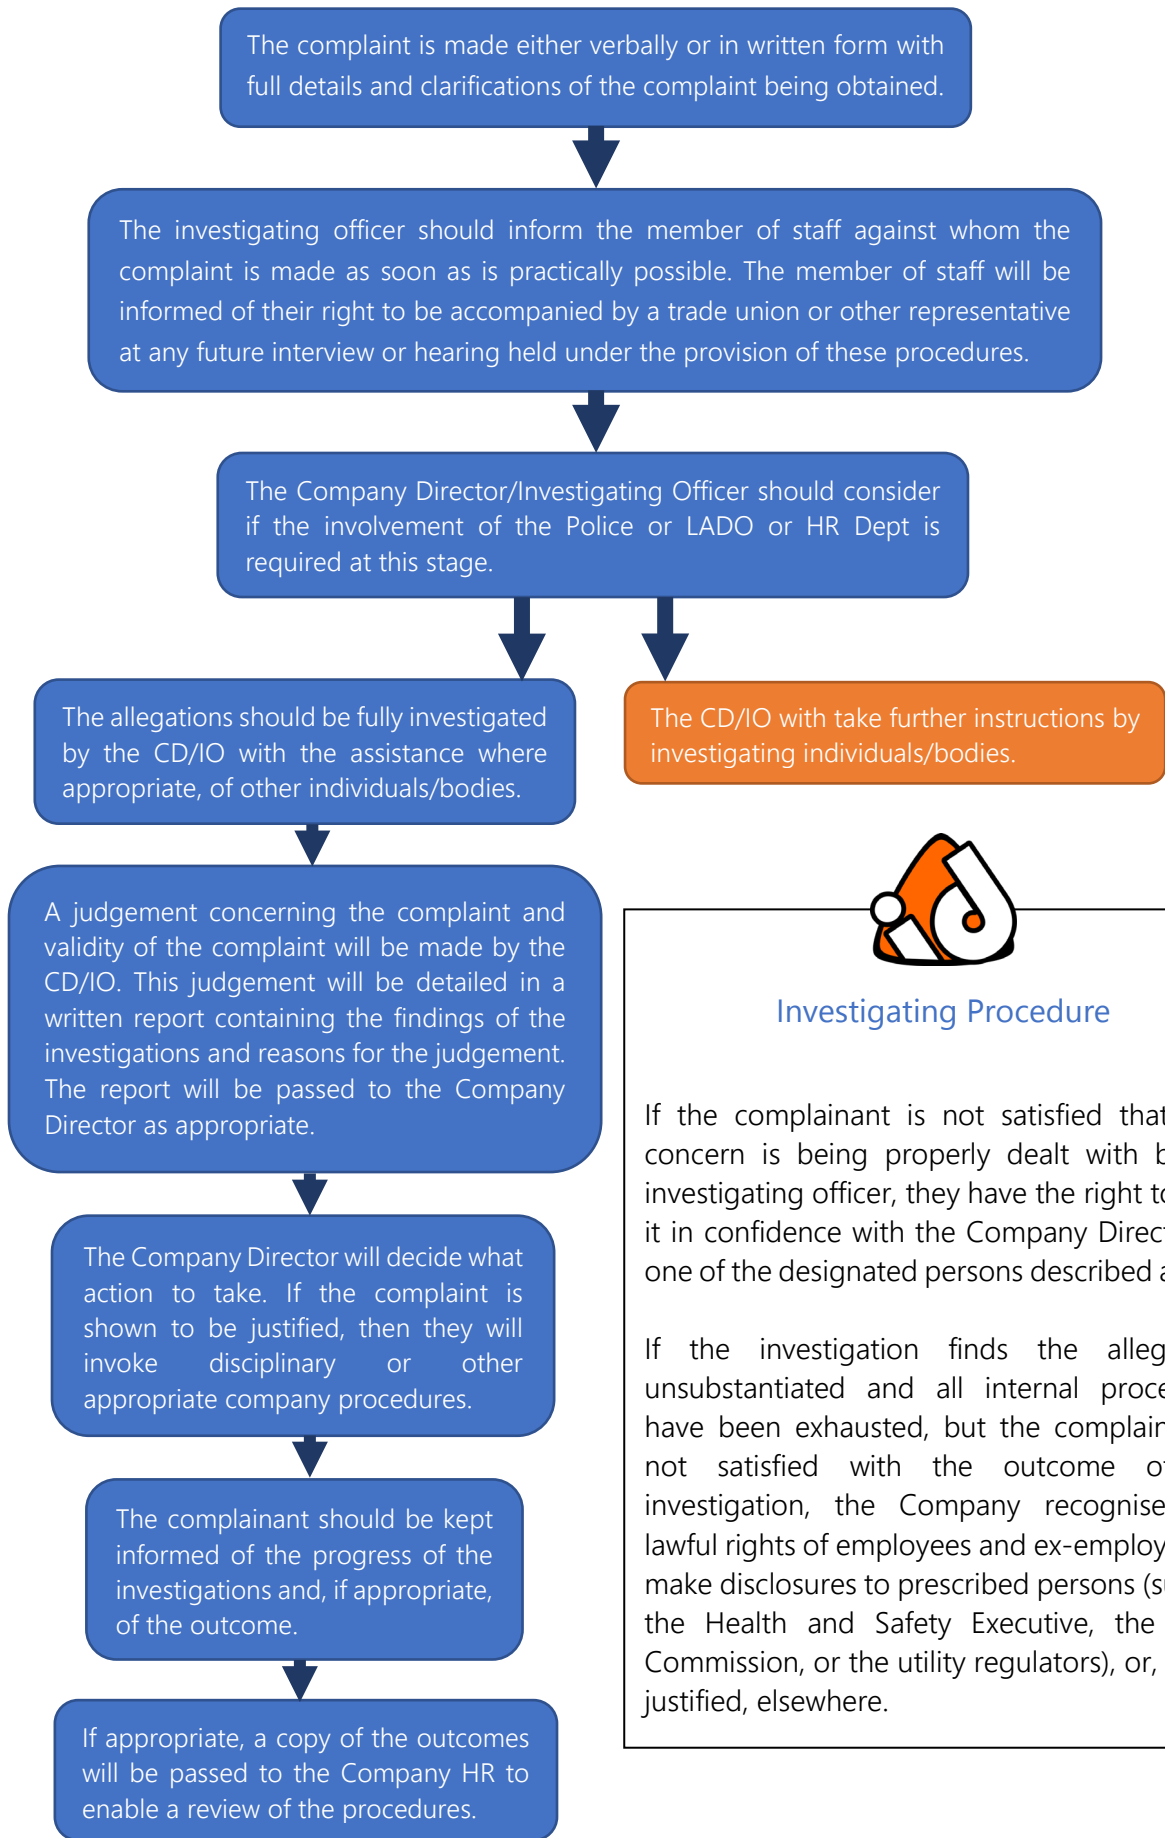 The complaint is made either verbally or in written form with
full details and clarifications of the complaint being obtained.
The investigating officer should inform the member of staff against whom the
complaint is made as soon as is practically possible. The member of staff will be
informed of their right to be accompanied by a trade union or other representative
at any future interview or hearing held under the provision of these procedures.
The Company Director/Investigating Officer should consider
if the involvement of the Police or LADO or HR Dept is
required at this stage.
The allegations should be fully investigated
by the CD/IO with the assistance where
appropriate, of other individuals/bodies.
The CD/IO with take further instructions by
investigating individuals/bodies.
A judgement concerning the complaint and
validity of the complaint will be made by the
CD/IO. This judgement will be detailed in a
written report containing the findings of the
investigations and reasons for the judgement.
The report will be passed to the Company
Director as appropriate.
The Company Director will decide what
action to take. If the complaint is
shown to be justified, then they will
invoke disciplinary or other
appropriate company procedures.
The complainant should be kept
informed of the progress of the
investigations and, if appropriate,
of the outcome.
If appropriate, a copy of the outcomes
will be passed to the Company HR to
enable a review of the procedures.
Investigating Procedure
If the complainant is not satisfied that
concern is being properly dealt with
investigating officer, they have the right to
it in confidence with the Company
one of the designated persons described
If the investigation finds the
unsubstantiated and all internal
have been exhausted, but the
not satisfied with the outcome
investigation, the Company
lawful rights of employees and
make disclosures to prescribed persons
the Health and Safety Executive, the
Commission, or the utility regulators), or,
justified, elsewhere.